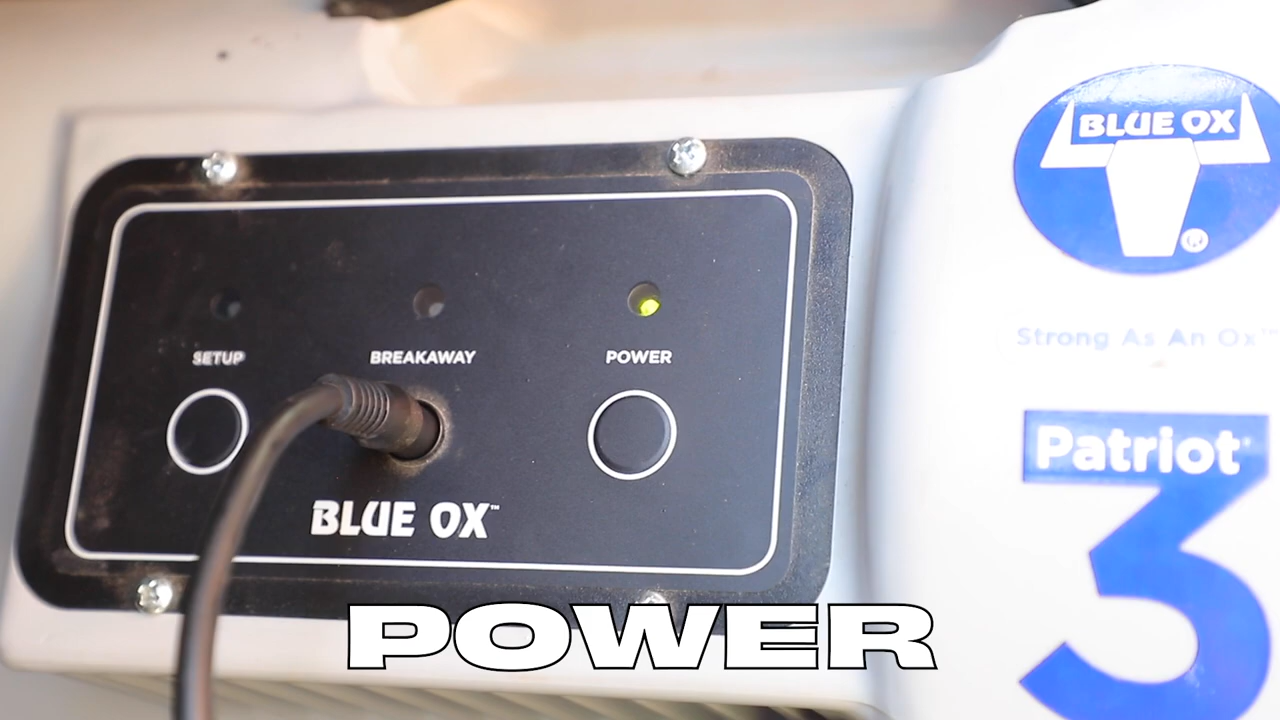 BLUE OX
®
Strong As An Ox™
SETUP
BREAKAWAY
POWER
Patriot
3
BLUE OX™
POWER